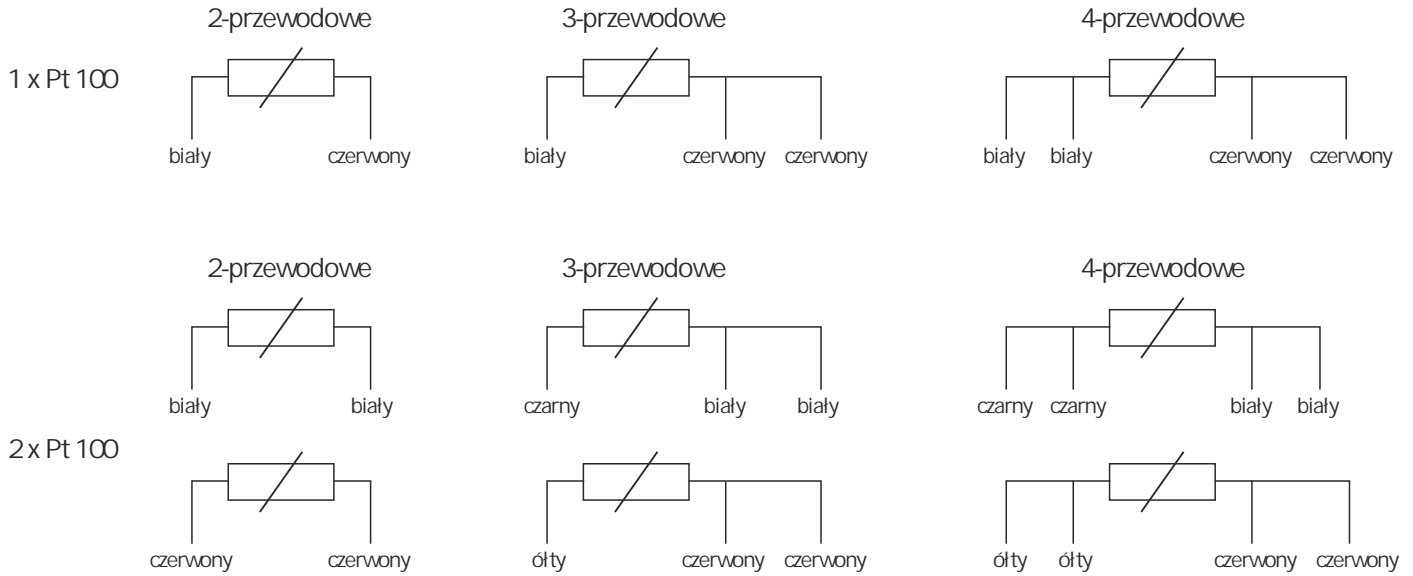 2-przewodowe 3-przewodowe 4-przewodowe
1 x Pt 100
biały czerwony biały czerwony czerwony biały biały czerwony czerwony
2-przewodowe 3-przewodowe 4-przewodowe
biały biały czarny biały biały czarny czarny biały biały
2 x Pt 100
czerwony czerwony ółty czerwony czerwony ółty ółty czerwony czerwony